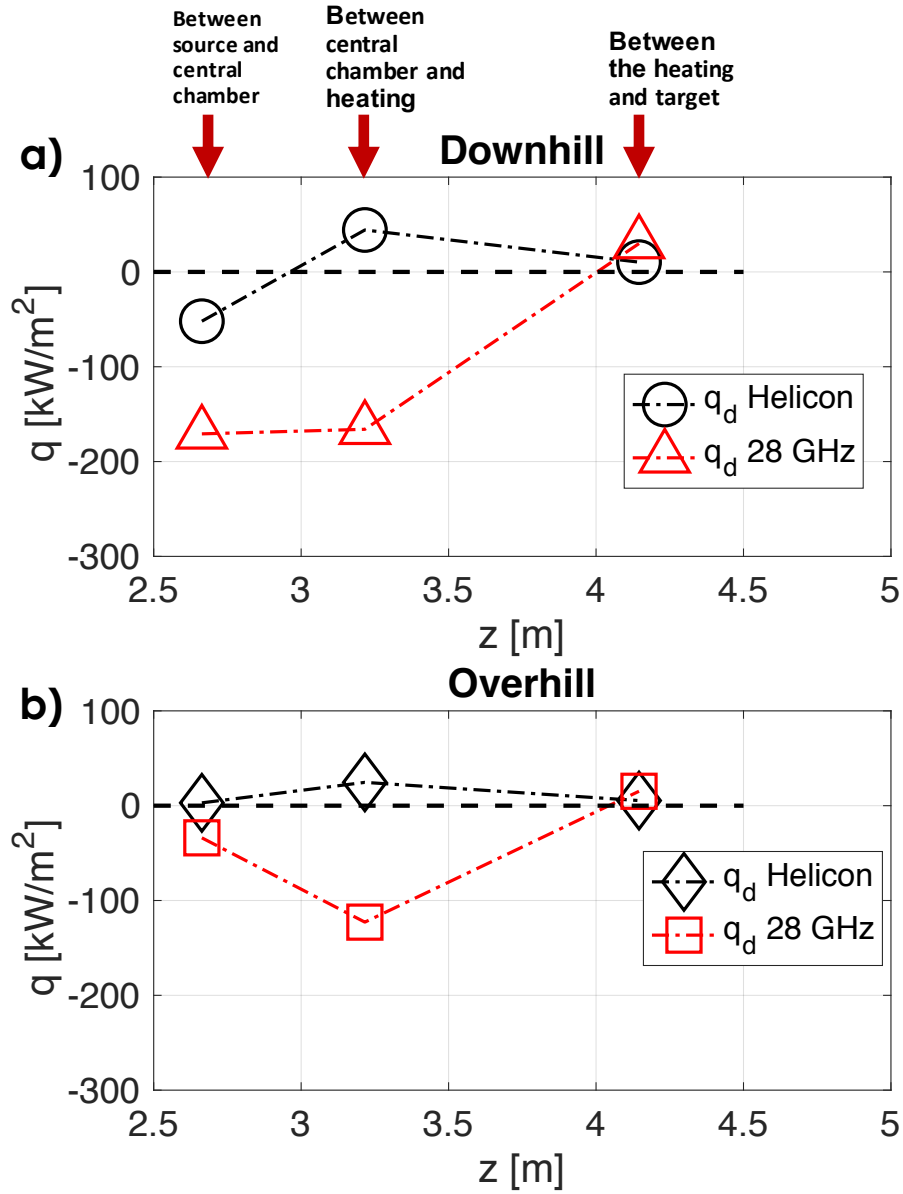 Between
source and
central
chamber
Between
central
chamber and
heating
Between
the heating
and target
a)
Downhill
100
0
-100
-200
-300
q [kW/m²]
q_d Helicon
q_d 28 GHz
2.5
3
3.5
4
4.5
5
z [m]
b)
Overhill
100
0
-100
-200
-300
q [kW/m²]
q_d Helicon
q_d 28 GHz
2.5
3
3.5
4
4.5
5
z [m]